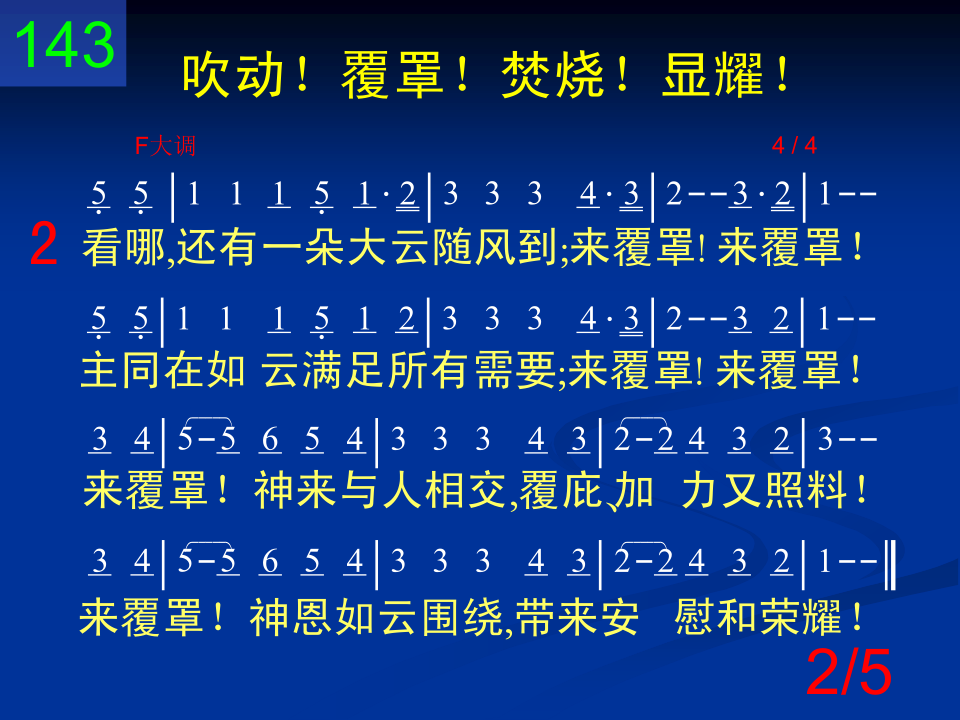 143
吹动！覆罩！焚烧！显耀！
F大调 4 / 4
5 5 | 1 1 1 5 1 · 2 | 3 3 3 4 · 3 | 2 - - 3 · 2 | 1 - -
2 看哪,还有一朵大云随风到;来覆罩! 来覆罩！
5 5 | 1 1 1 5 1 2 | 3 3 3 4 · 3 | 2 - - 3 2 | 1 - -
主同在如 云满足所有需要;来覆罩! 来覆罩！
3 4 | 5 - 5 6 5 4 | 3 3 3 4 3 | 2 - 2 4 3 2 | 3 - -
来覆罩！神来与人相交,覆庇、加 力又照料！
3 4 | 5 - 5 6 5 4 | 3 3 3 4 3 | 2 - 2 4 3 2 | 1 - - ‖
来覆罩！神恩如云围绕,带来安 慰和荣耀！
2/5